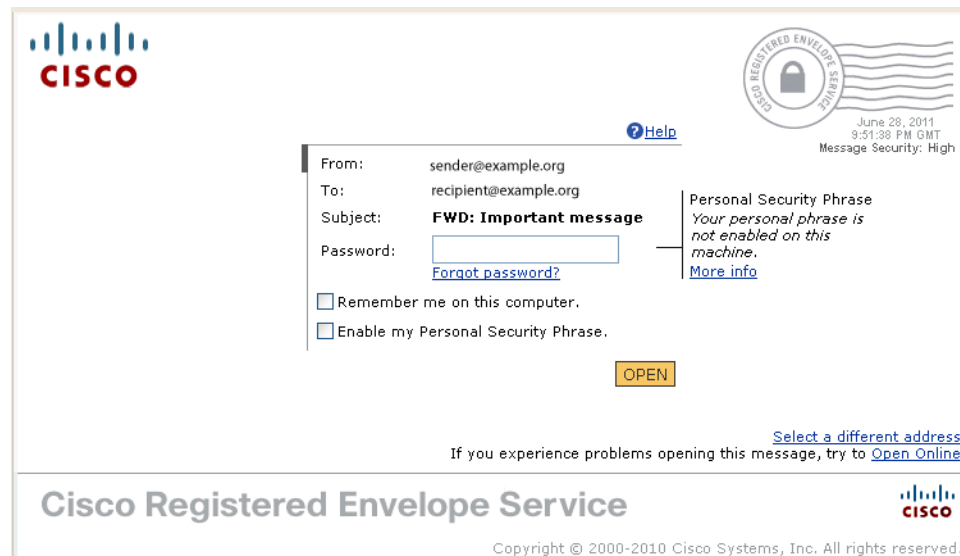 CISCO
CISCO REGISTERED ENVELOPE SERVICE
June 28, 2011
9:51:38 PM GMT
Message Security: High
?Help
From: sender@example.org
To: recipient@example.org
Subject: FWD: Important message
Password:
Forgot password?
Personal Security Phrase
Your personal phrase is
not enabled on this
machine.
More info
Remember me on this computer.
Enable my Personal Security Phrase.
OPEN
Select a different address
If you experience problems opening this message, try to Open Online
Cisco Registered Envelope Service
CISCO
Copyright © 2000-2010 Cisco Systems, Inc. All rights reserved.